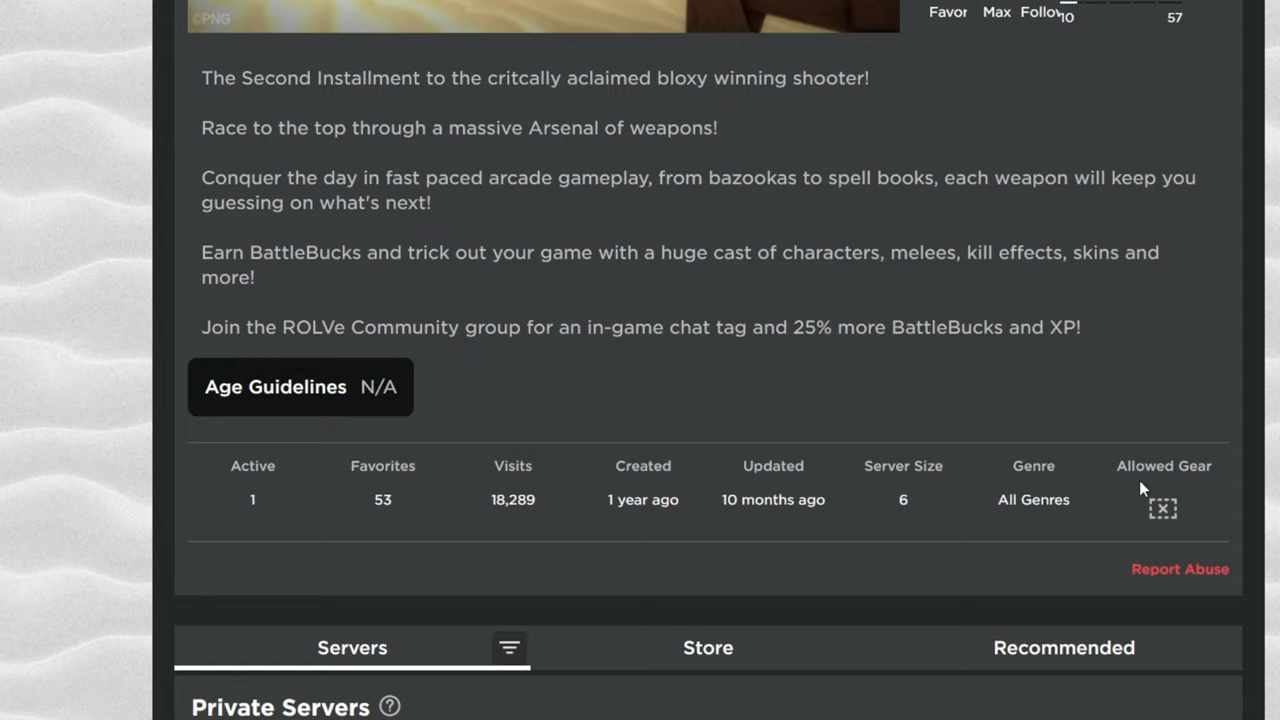 ©PNG
Favor Max Follov
10 57
The Second Installment to the critcally aclaimed bloxy winning shooter!
Race to the top through a massive Arsenal of weapons!
Conquer the day in fast paced arcade gameplay, from bazookas to spell books, each weapon will keep you
guessing on what's next!
Earn BattleBucks and trick out your game with a huge cast of characters, melees, kill effects, skins and
more!
Join the ROLVe Community group for an in-game chat tag and 25% more BattleBucks and XP!
Age Guidelines N/A
Active Favorites Visits Created Updated Server Size Genre Allowed Gear
1 53 18,289 1 year ago 10 months ago 6 All Genres
Report Abuse
Servers Store Recommended
Private Servers